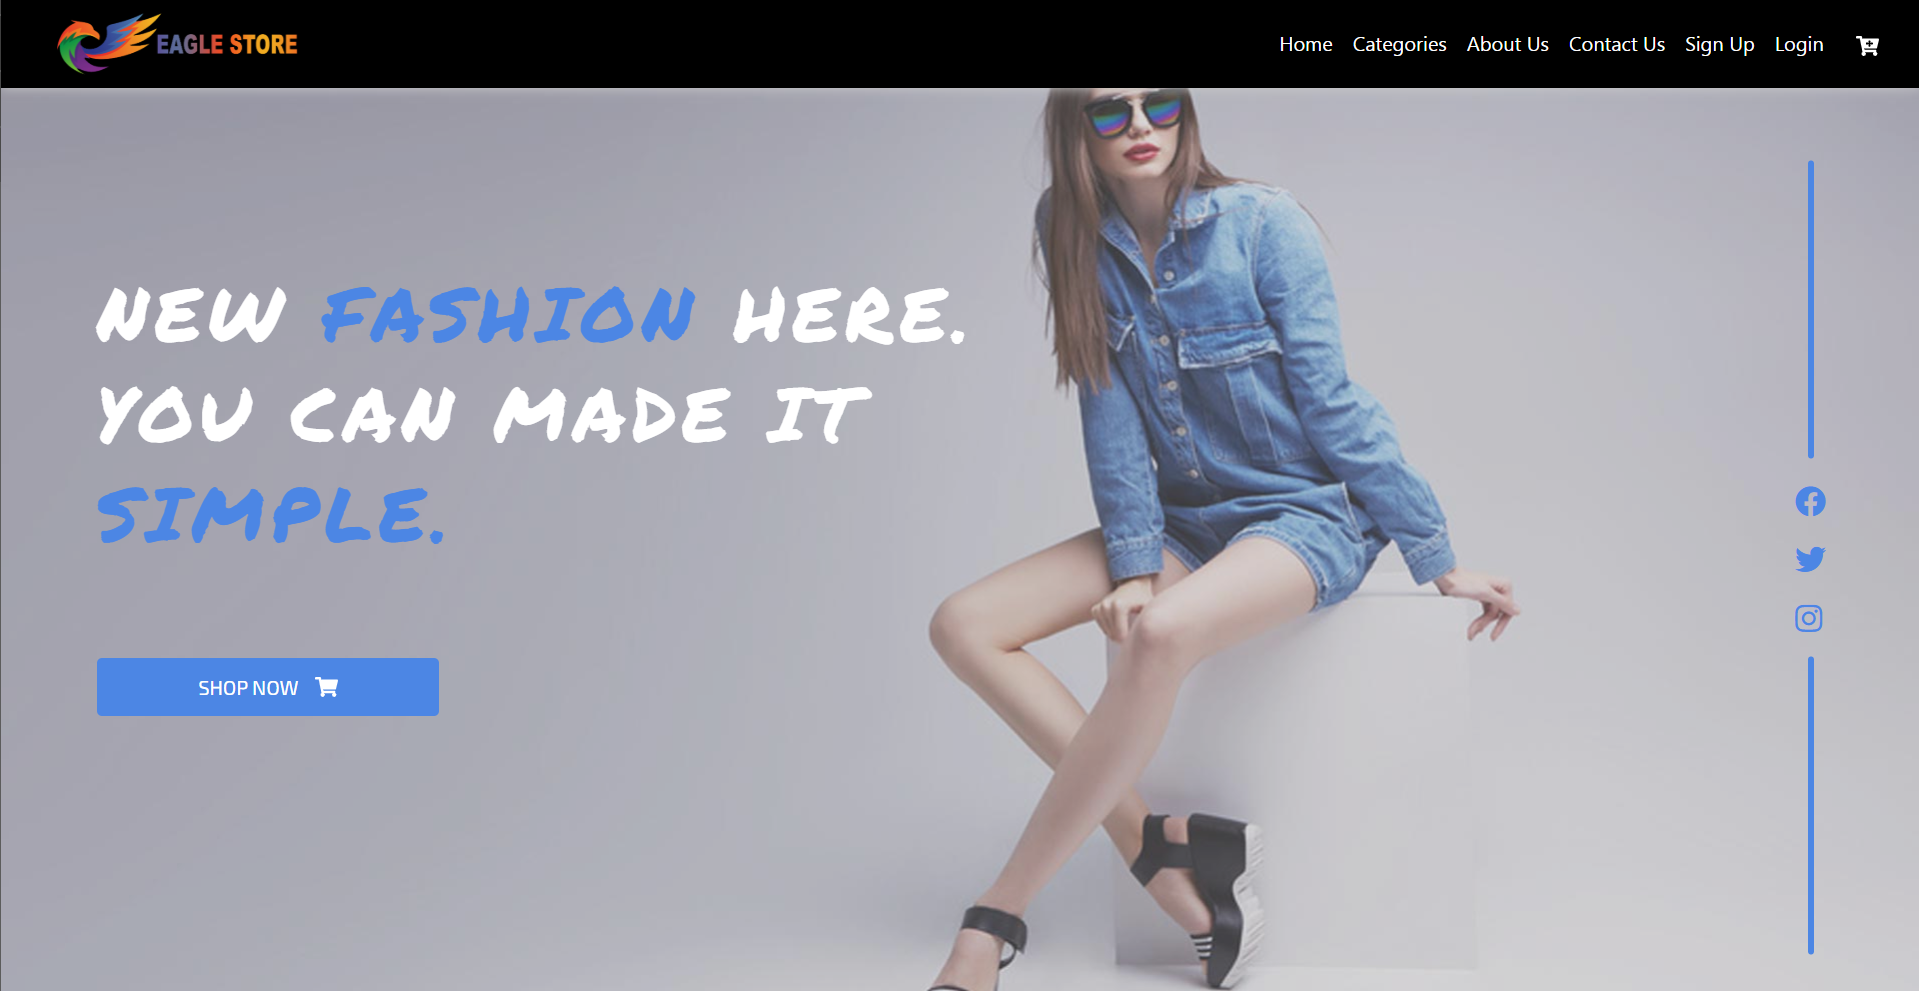 EAGLE STORE
Home Categories About Us Contact Us Sign Up Login
NEW FASHION HERE.
YOU CAN MADE IT
SIMPLE.
SHOP NOW